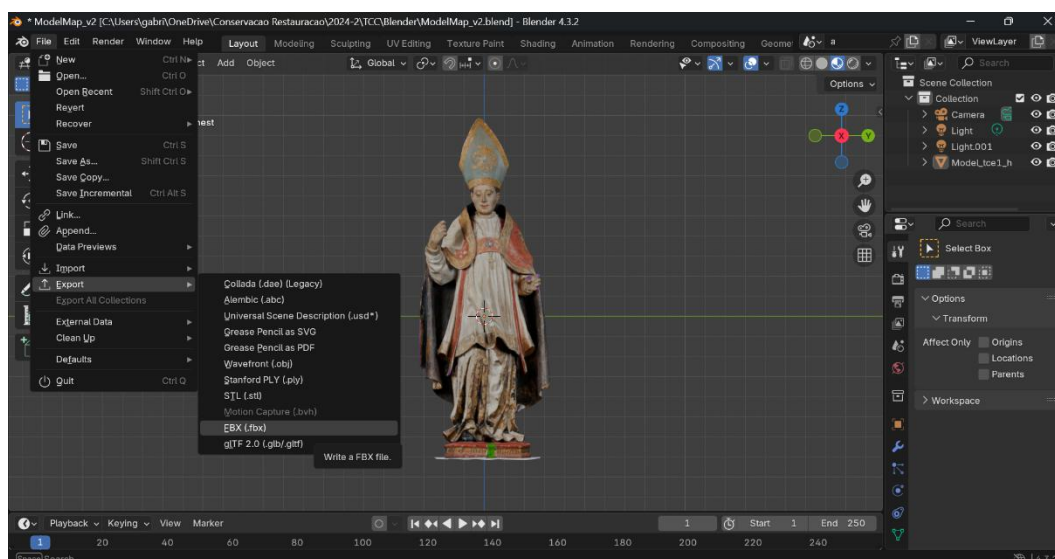 * ModelMap_v2 [C:\Users\gabri\OneDrive\Conservacao Restauracao\2024-2\TCC\Blender\ModelMap_v2.blend] - Blender 4.3.2
File Edit Render Window Help Layout Modeling Sculpting UV Editing Texture Paint Shading Animation Rendering Compositing Geomet a ViewLayer
ct Add Object Global Search
Options
New Ctrl N
Open... Ctrl O
Open Recent Shift Ctrl O
Revert
Recover
Save Ctrl S
Save As... Shift Ctrl S
Save Copy...
Save Incremental Ctrl Alt S
Link...
Append...
Data Previews
Import
Export
Export All Collections
External Data
Clean Up
Defaults
Quit Ctrl Q
Collada (.dae) (Legacy)
Alembic (.abc)
Universal Scene Description (.usd*)
Grease Pencil as SVG
Grease Pencil as PDF
Wavefront (.obj)
Stanford PLY (.ply)
STL (.stl)
Motion Capture (.bvh)
FBX (.fbx)
glTF 2.0 (.glb/.gltf)
Write a FBX file.
Z
X
Y
Scene Collection
Collection
Camera
Light
Light.001
Model_tce1_h
Search
Select Box
Options
Transform
Affect Only Origins
Locations
Parents
Workspace
Playback Keying View Marker 1 Start 1 End 250
1 20 40 60 80 100 120 140 160 180 200 220 240